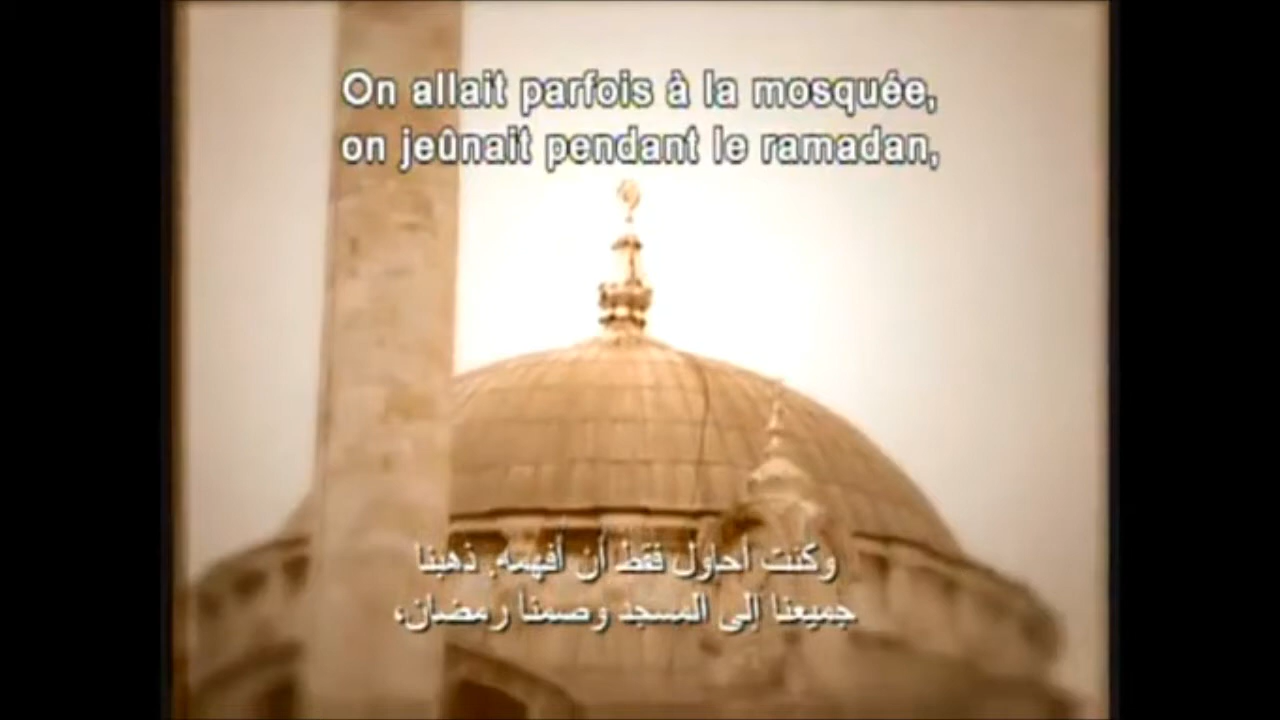 On allait parfois à la mosquée,
on jeûnait pendant le ramadan,
وكنت أحاول فقط أن أفهمه. ذهبنا
جميعنا إلى المسجد وصمنا رمضان،